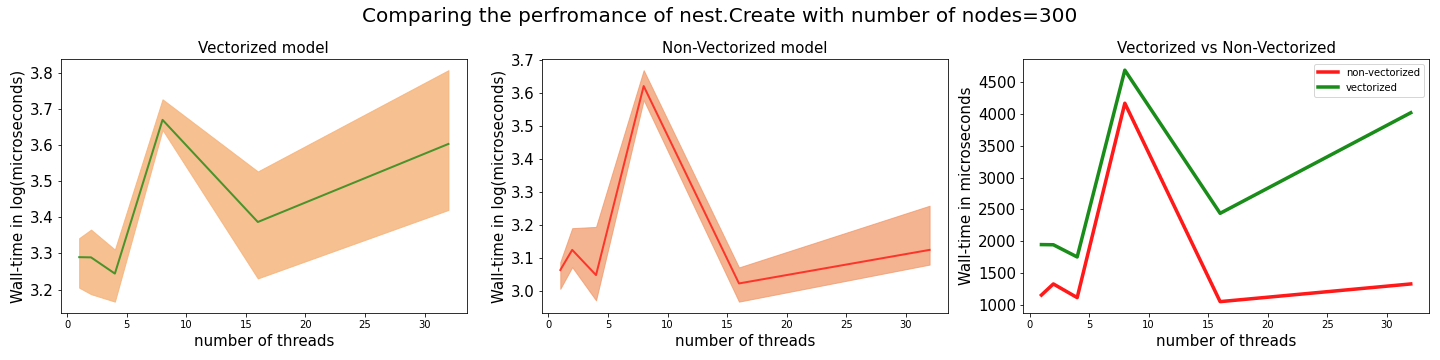 Comparing the perfromance of nest.Create with number of nodes=300
Vectorized model
Wall-time in log(microseconds)
3.8
3.7
3.6
3.5
3.4
3.3
3.2
0 5 10 15 20 25 30
number of threads
Non-Vectorized model
Wall-time in log(microseconds)
3.7
3.6
3.5
3.4
3.3
3.2
3.1
3.0
0 5 10 15 20 25 30
number of threads
Vectorized vs Non-Vectorized
non-vectorized
vectorized
Wall-time in microseconds
4500
4000
3500
3000
2500
2000
1500
1000
0 5 10 15 20 25 30
number of threads